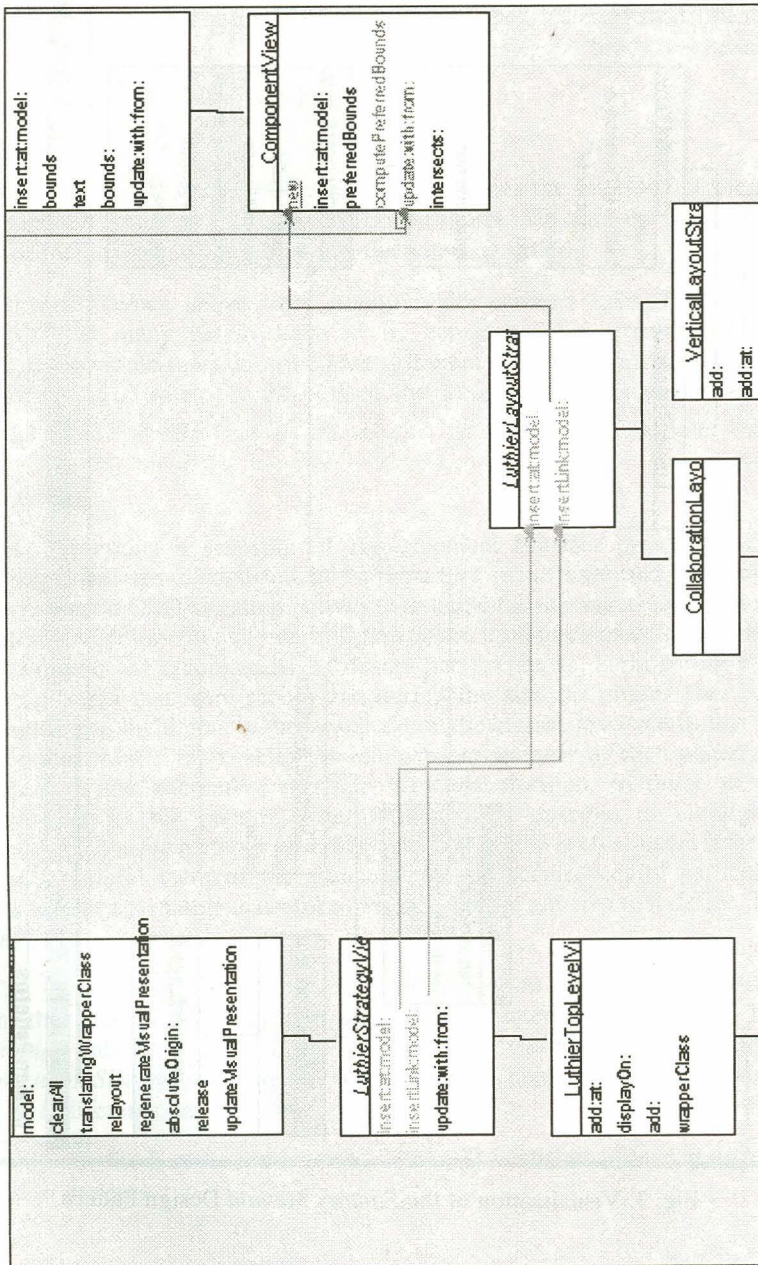 model:
clearAll
translatingWrapperClass
relayout
regenerateVisualPresentation
absoluteOrigin:
release
updateVisualPresentation
LuthierStrategyVie
insert:at:model:
insertLink:model:
update:with:from:
LuthierTopLevelVi
add:at:
displayOn:
add:
wrapperClass
LuthierLayoutStrat
insert:at:model:
insertLink:model:
CollaborationLayo
VerticalLayoutStra
add:
add:at:
insert:at:model:
bounds
text
bounds:
update:with:from:
ComponentView
new
insert:at:model:
preferredBounds
computePreferredBounds
update:with:from:
intersects: